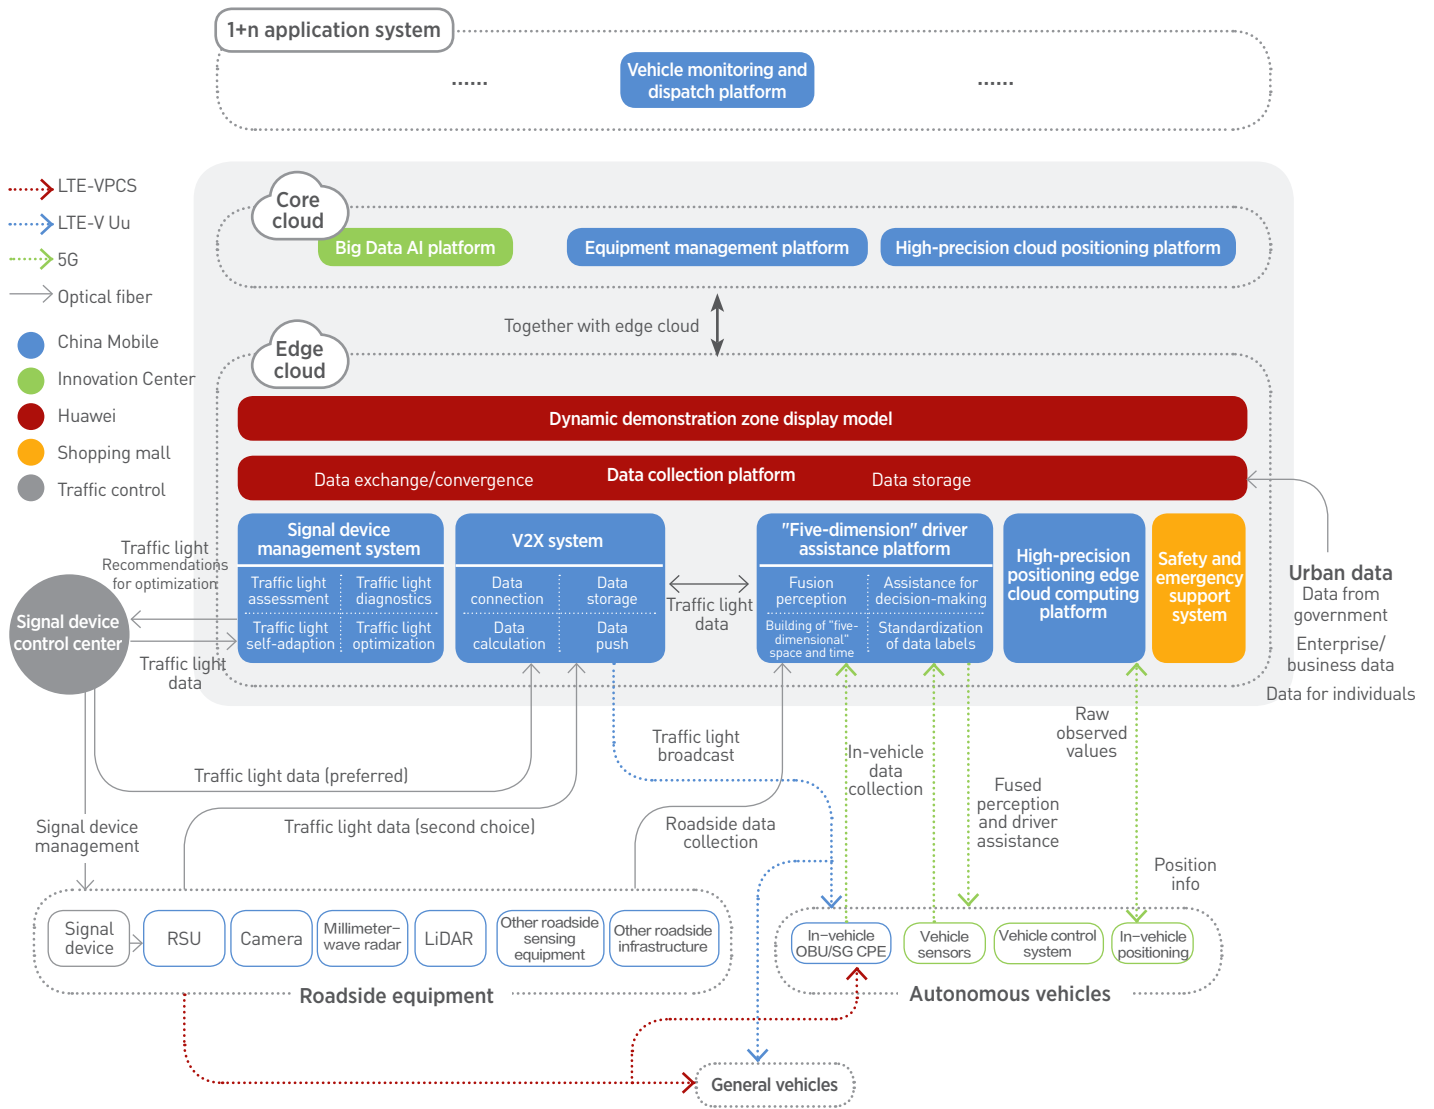 1+n application system
......
Vehicle monitoring and
dispatch platform
......
LTE-VPCS
LTE-V Uu
5G
Optical fiber
China Mobile
Innovation Center
Huawei
Shopping mall
Traffic control
Core
cloud
Big Data AI platform
Equipment management platform
High-precision cloud positioning platform
Together with edge cloud
Edge
cloud
Dynamic demonstration zone display model
Data exchange/convergence
Data collection platform
Data storage
Signal device
management system
Traffic light
assessment
Traffic light
diagnostics
Traffic light
self-adaption
Traffic light
optimization
V2X system
Data
connection
Data
storage
Data
calculation
Data
push
Traffic light
data
"Five-dimension" driver
assistance platform
Fusion
perception
Assistance for
decision-making
Building of "five-
dimensional"
space and time
Standardization
of data labels
High-precision
positioning edge
cloud computing
platform
Safety and
emergency
support
system
Urban data
Data from
government
Enterprise/
business data
Data for individuals
Traffic light
Recommendations
for optimization
Signal device
control center
Traffic light
data
Traffic light data (preferred)
Traffic light data (second choice)
Signal device
management
Traffic light
broadcast
Roadside data
collection
In-vehicle
data
collection
Fused
perception
and driver
assistance
Raw
observed
values
Position
info
Signal
device
RSU
Camera
Millimeter-
wave radar
LiDAR
Other roadside
sensing
equipment
Other roadside
infrastructure
Roadside equipment
In-vehicle
OBU/SG CPE
Vehicle
sensors
Vehicle control
system
In-vehicle
positioning
Autonomous vehicles
General vehicles